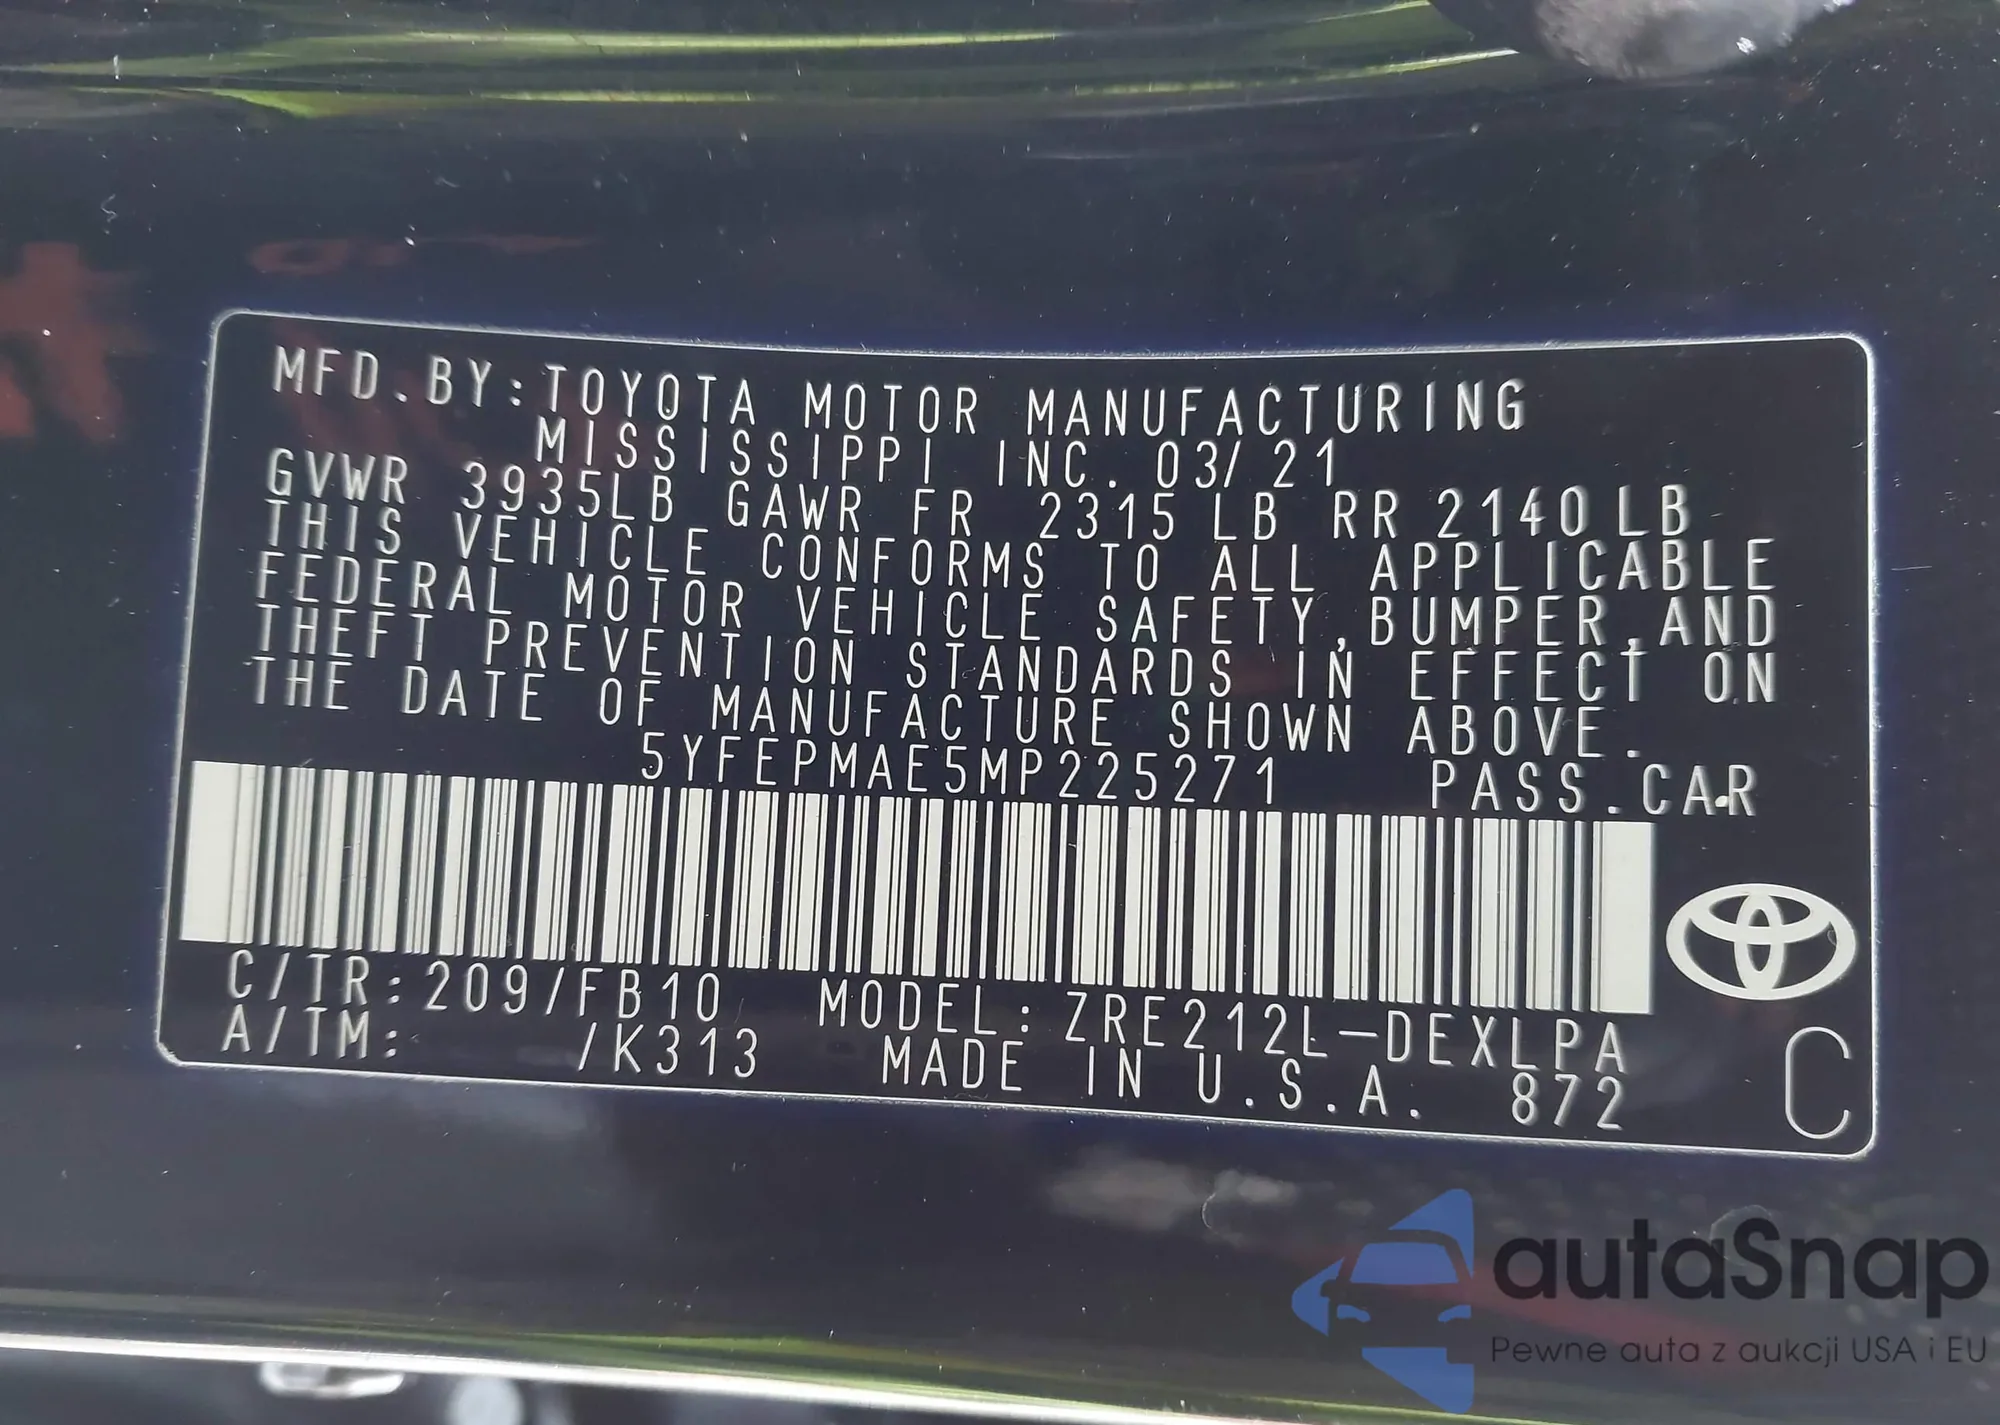 MFD.BY:TOYOTA MOTOR MANUFACTURING
MISSISSIPPI INC. 03/21
GVWR 3935LB GAWR FR 2315LB RR 2140LB
THIS VEHICLE CONFORMS TO ALL APPLICABLE
FEDERAL MOTOR VEHICLE SAFETY,BUMPER,AND
THEFT PREVENTION STANDARDS IN EFFECT ON
THE DATE OF MANUFACTURE SHOWN ABOVE.
5YFEPMAE5MP225271 PASS.CAR
C/TR:209/FB10 MODEL:ZRE212L-DEXLPA
A/TM: /K313 MADE IN U.S.A. 872
C
autaSnap
Pewne auta z aukcji USA i EU